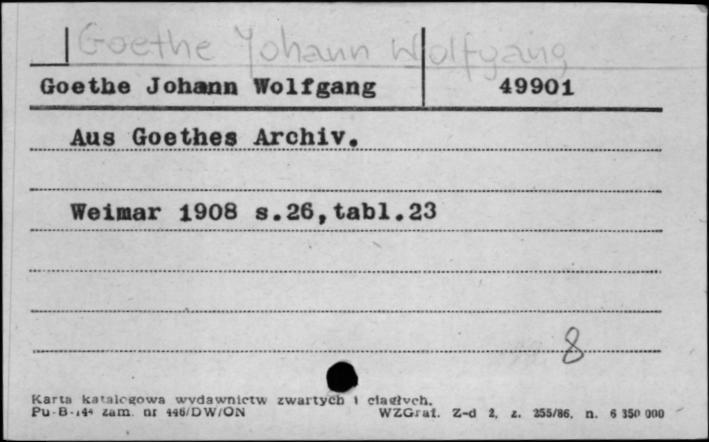 Goethe Johann Wolfgang
Goethe Johann Wolfgang 49901
Aus Goethes Archiv.
Weimar 1908 s.26,tabl.23
8
Karta katalogowa wydawnictw zwartych i ciągłych.
Pu-B-144 zam. nr 446/DW/ON WZGraf. Z-d 2, z. 255/86. n. 6 350 000